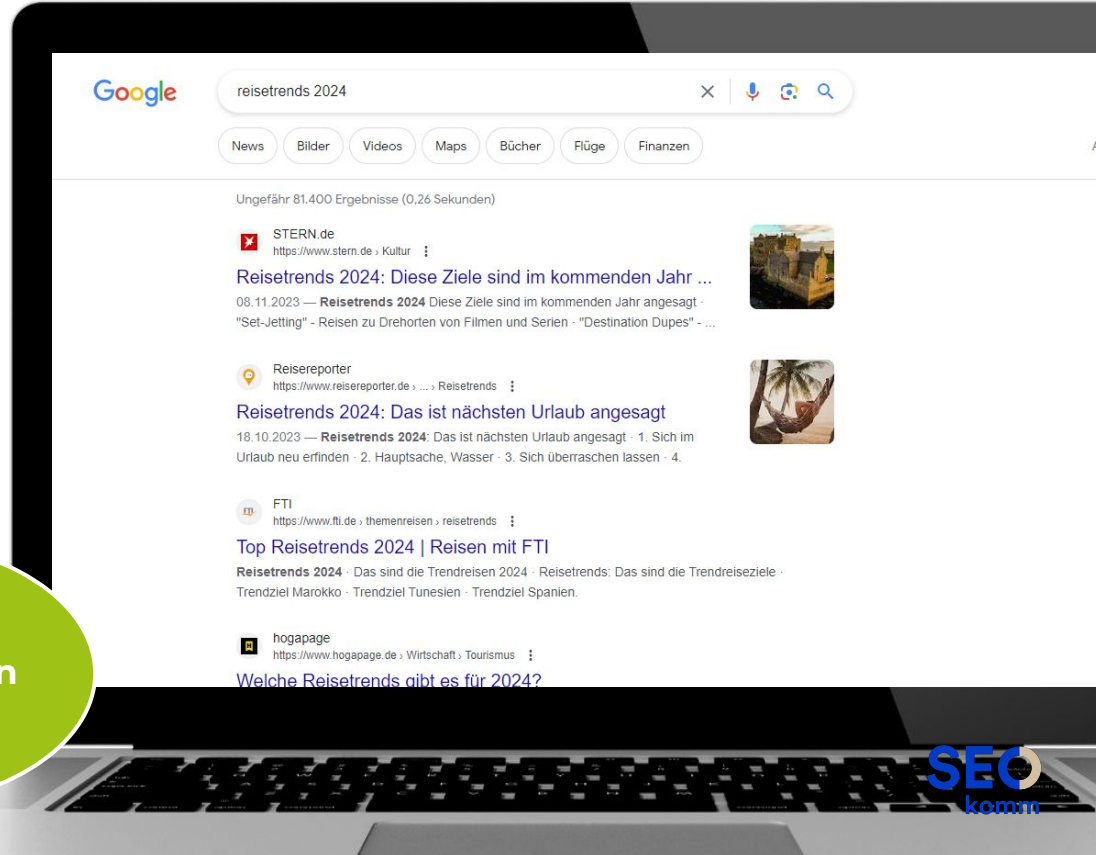 Google
reisetrends 2024
News Bilder Videos Maps Bücher Flüge Finanzen
Ungefähr 81.400 Ergebnisse (0,26 Sekunden)
STERN.de
https://www.stern.de › Kultur
Reisetrends 2024: Diese Ziele sind im kommenden Jahr ...
08.11.2023 — Reisetrends 2024 Diese Ziele sind im kommenden Jahr angesagt ·
"Set-Jetting" - Reisen zu Drehorten von Filmen und Serien · "Destination Dupes" - ...
Reisereporter
https://www.reisereporter.de › ... › Reisetrends
Reisetrends 2024: Das ist nächsten Urlaub angesagt
18.10.2023 — Reisetrends 2024: Das ist nächsten Urlaub angesagt · 1. Sich im
Urlaub neu erfinden · 2. Hauptsache, Wasser · 3. Sich überraschen lassen · 4.
FTI
FTI
https://www.fti.de › themenreisen › reisetrends
Top Reisetrends 2024 | Reisen mit FTI
Reisetrends 2024 · Das sind die Trendreisen 2024 · Reisetrends: Das sind die Trendreiseziele ·
Trendziel Marokko · Trendziel Tunesien · Trendziel Spanien.
hogapage
https://www.hogapage.de › Wirtschaft › Tourismus
Welche Reisetrends gibt es für 2024?
n
SEO
komm